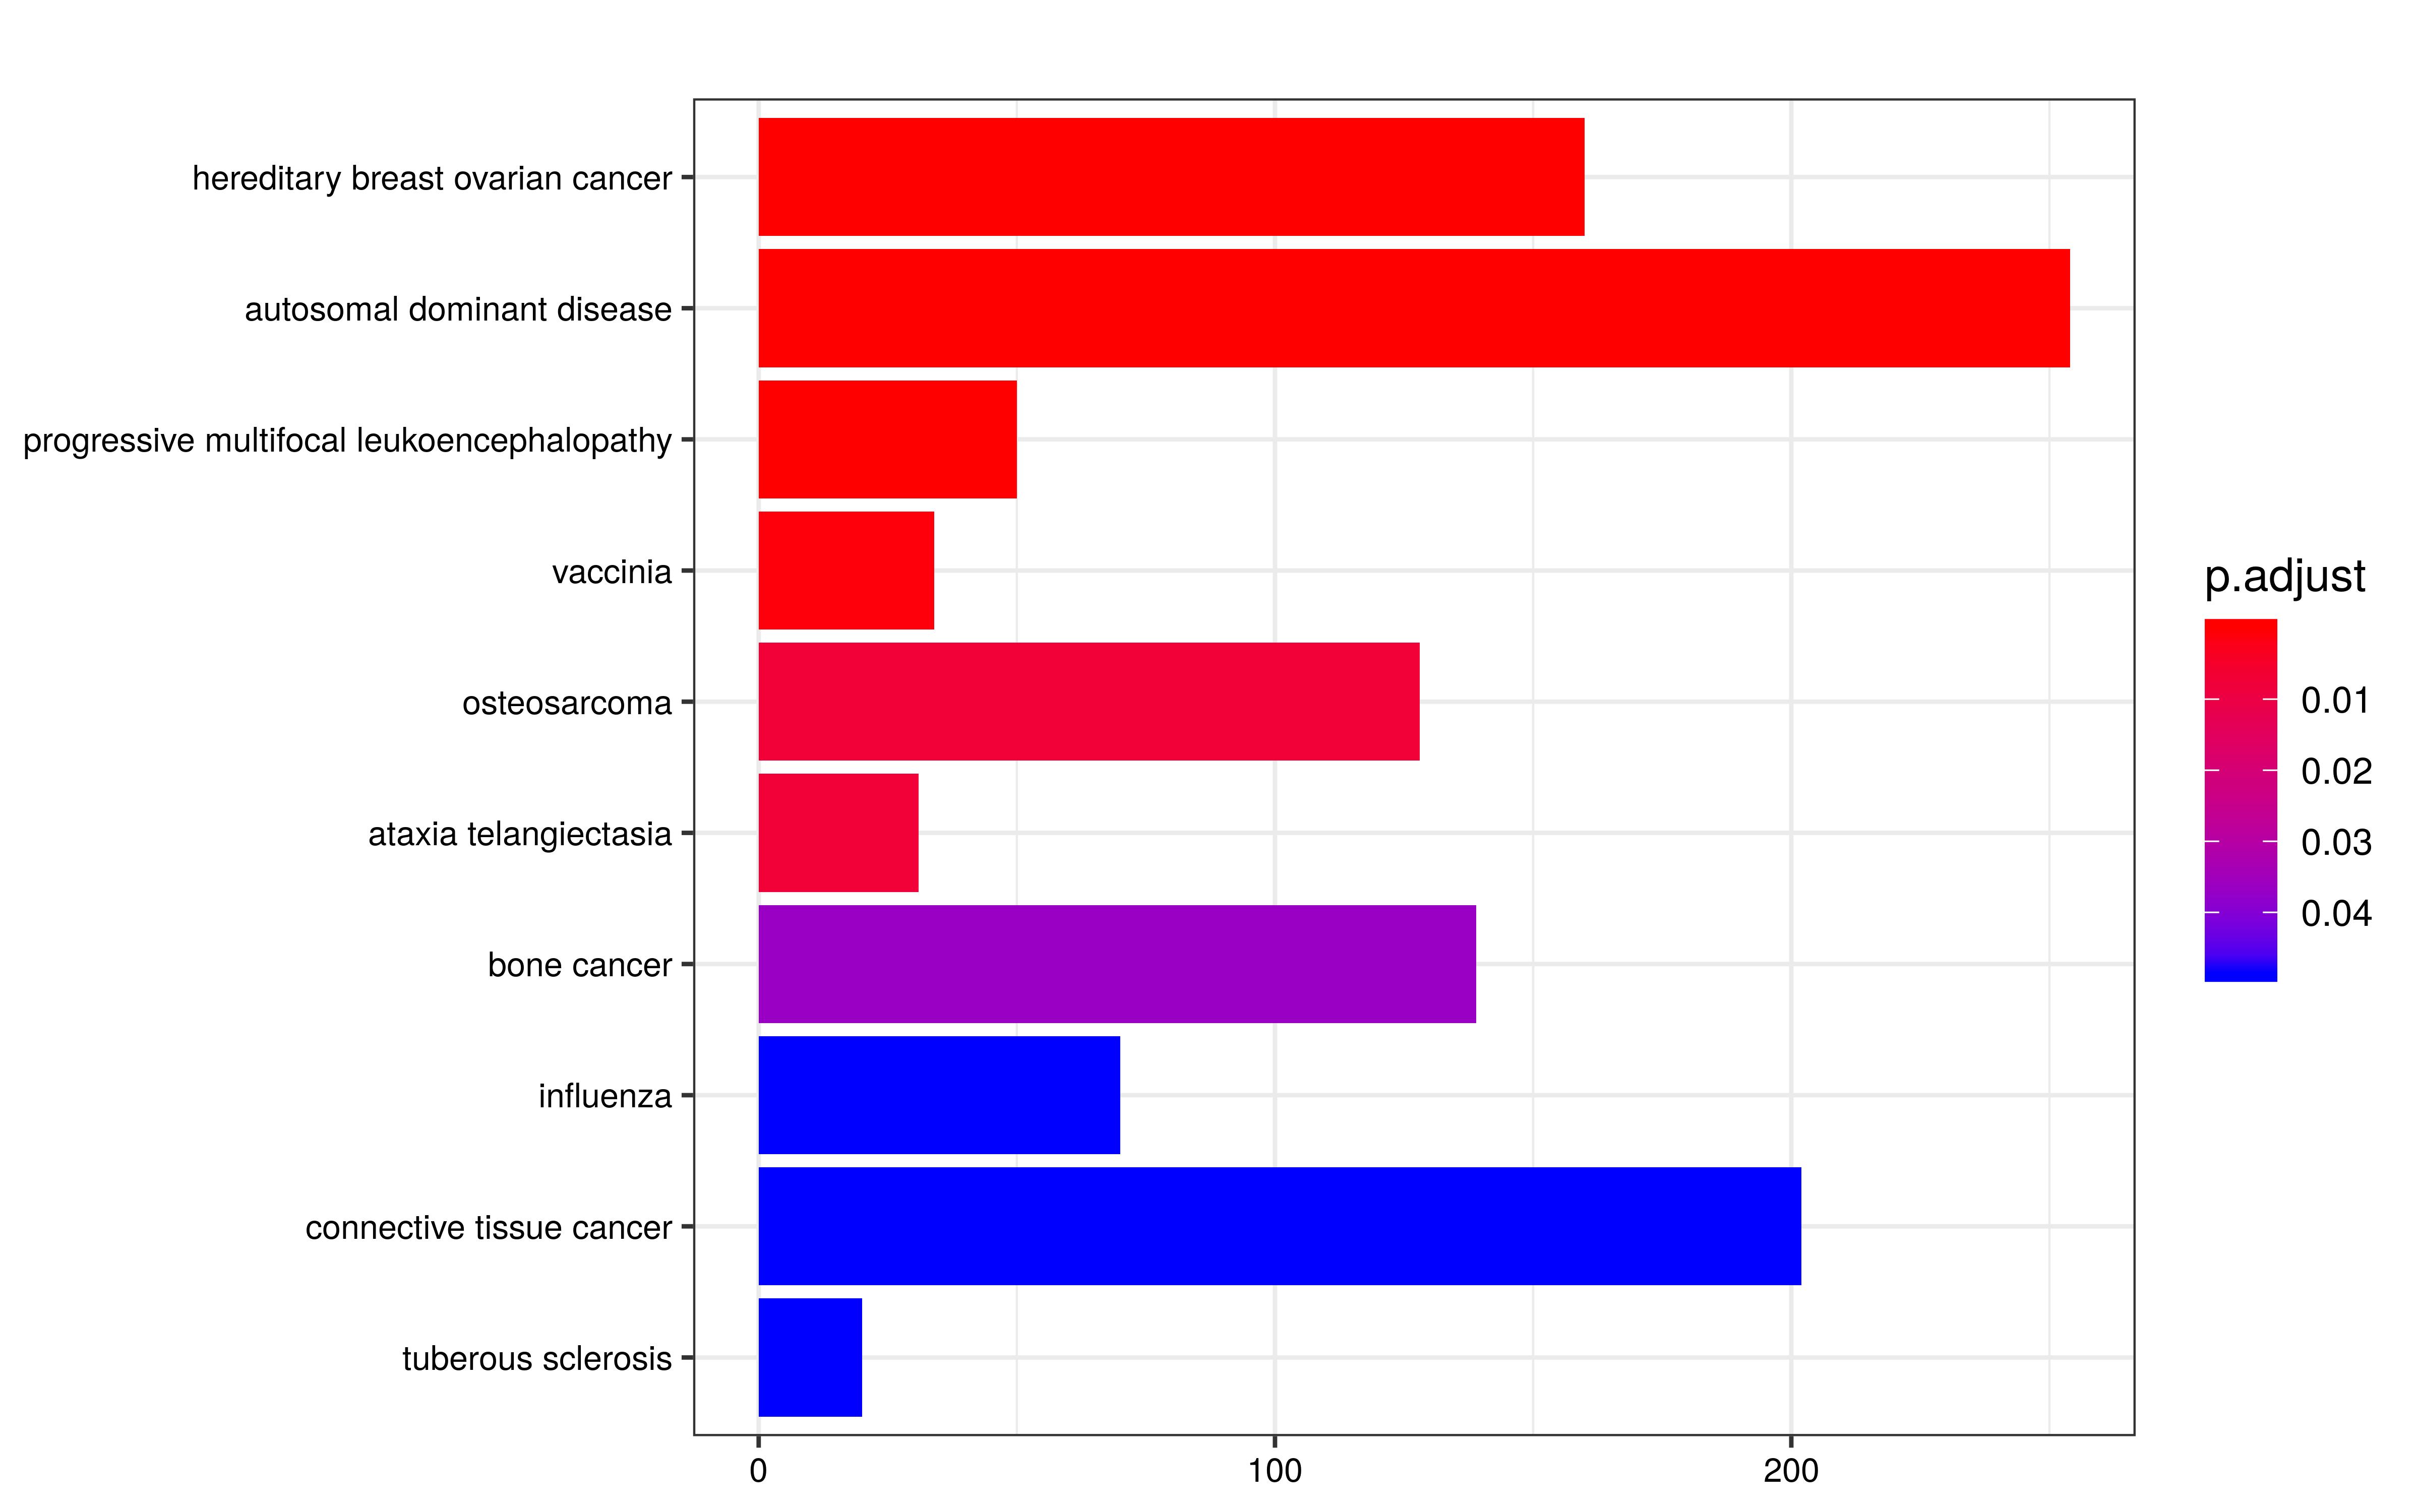 hereditary breast ovarian cancer
autosomal dominant disease
progressive multifocal leukoencephalopathy
vaccinia
osteosarcoma
ataxia telangiectasia
bone cancer
influenza
connective tissue cancer
tuberous sclerosis
0
100
200
p.adjust
0.01
0.02
0.03
0.04